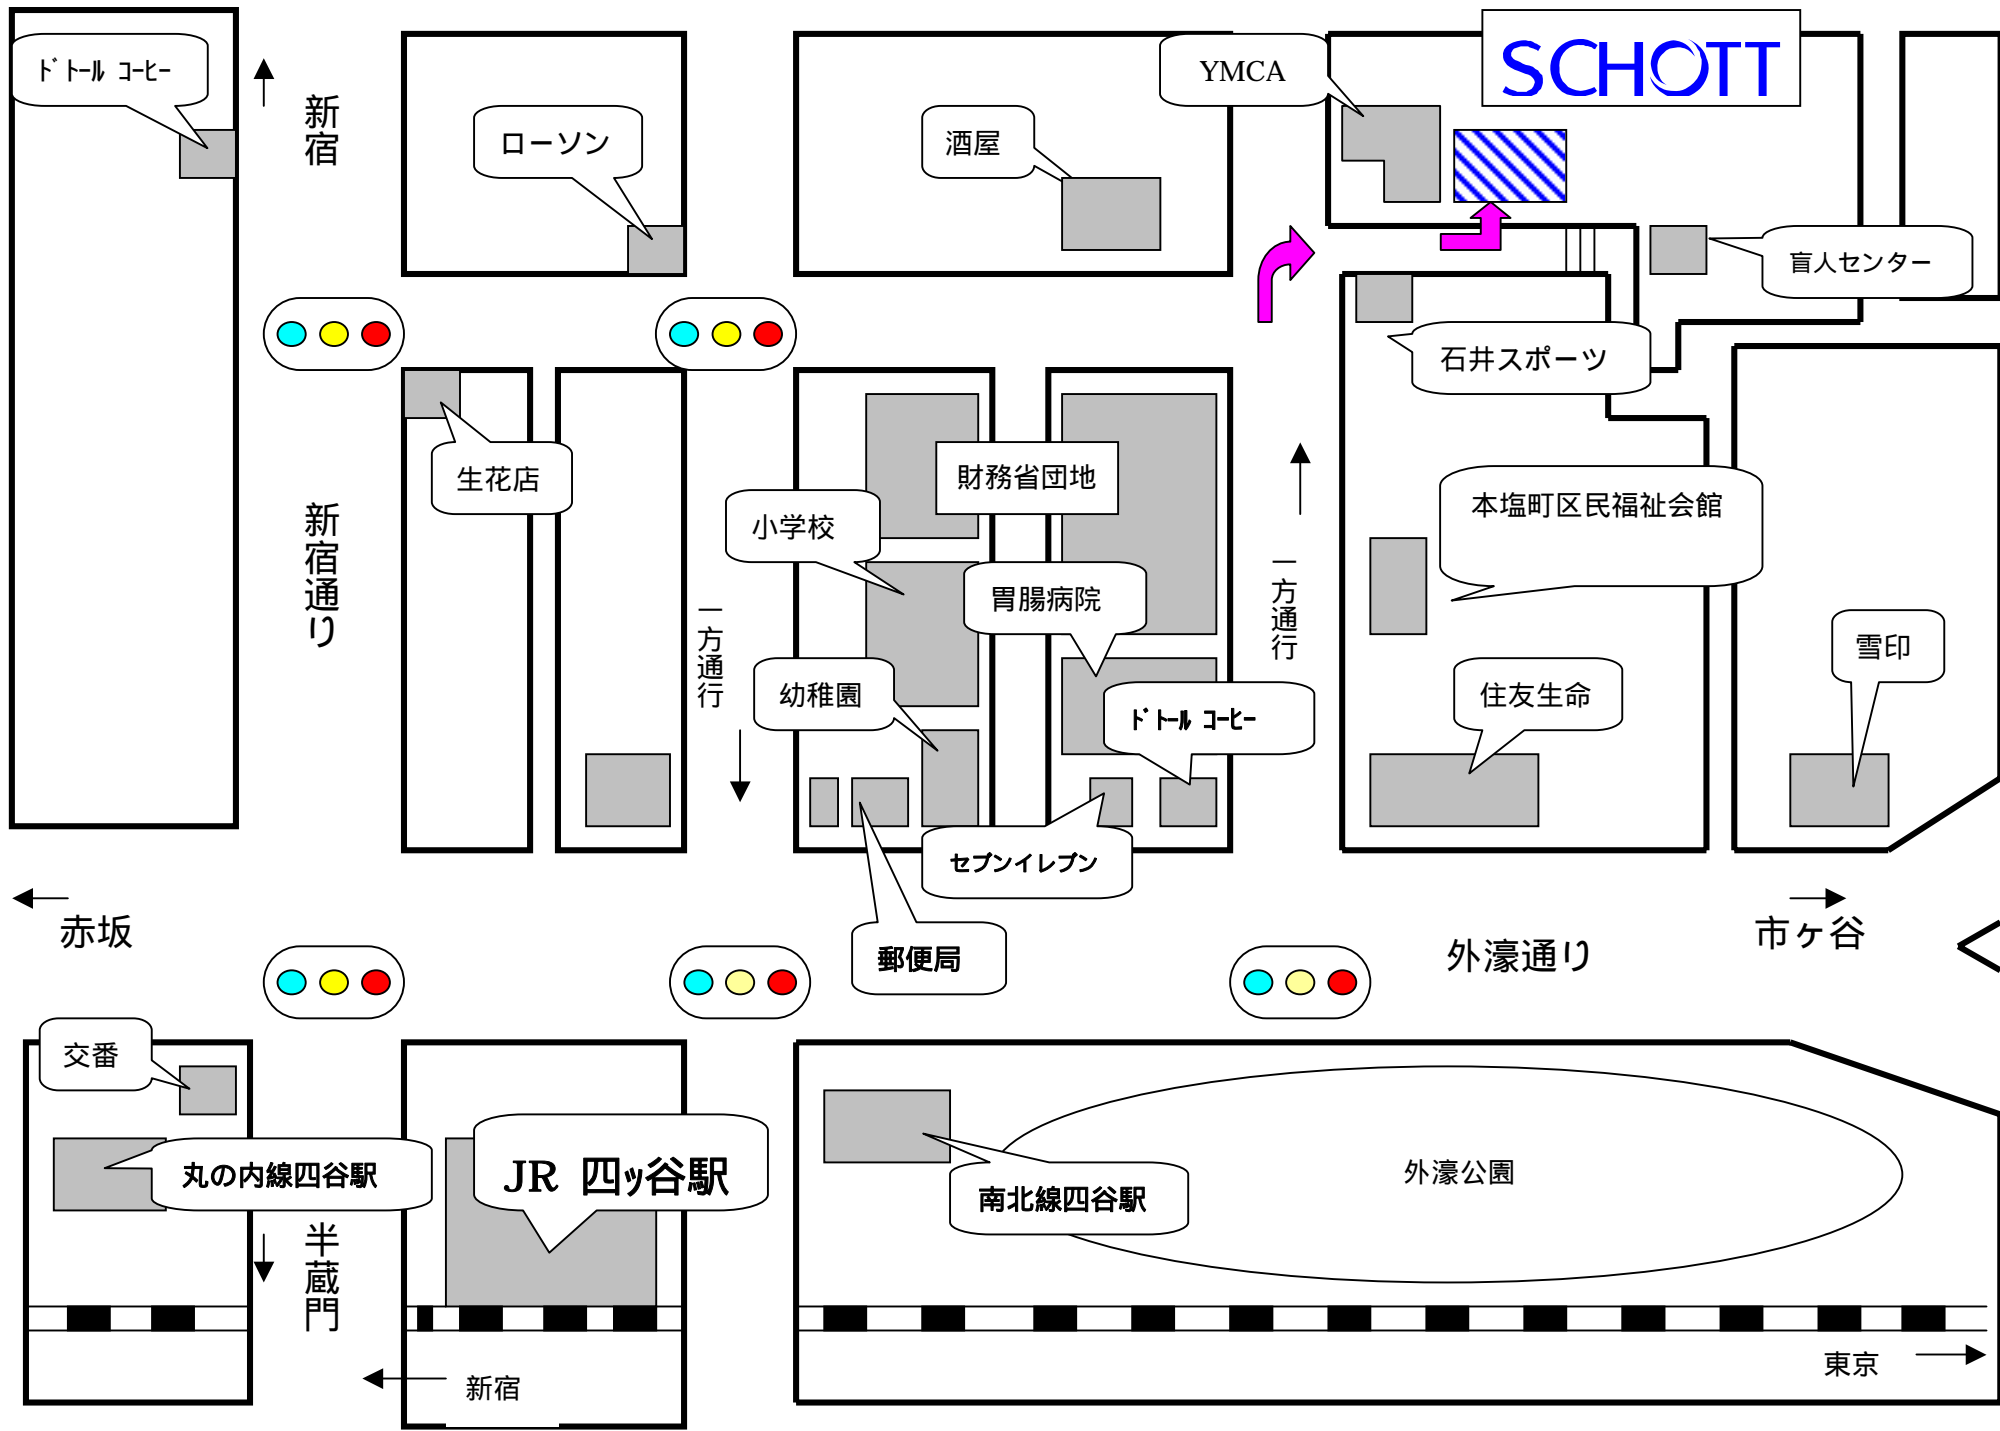 ﾄﾞﾄｰﾙ ｺｰﾋｰ
新宿
ローソン
酒屋
YMCA
SCHOTT
盲人センター
石井スポーツ
生花店
新宿通り
財務省団地
小学校
本塩町区民福祉会館
胃腸病院
一方通行
一方通行
幼稚園
ﾄﾞﾄｰﾙ ｺｰﾋｰ
住友生命
雪印
セブンイレブン
郵便局
赤坂
外濠通り
市ヶ谷
交番
丸の内線四谷駅
JR 四ッ谷駅
南北線四谷駅
外濠公園
半蔵門
新宿
東京